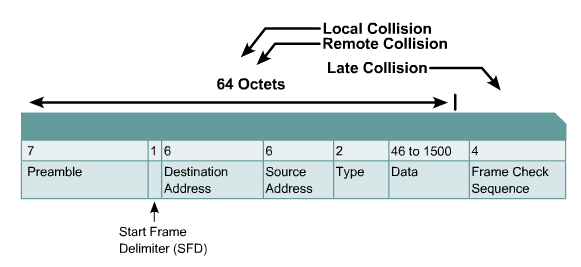 Local Collision
Remote Collision
Late Collision
64 Octets
7 1 6 6 2 46 to 1500 4
Preamble Destination Source Type Data Frame Check
Address Address Sequence
Start Frame
Delimiter (SFD)